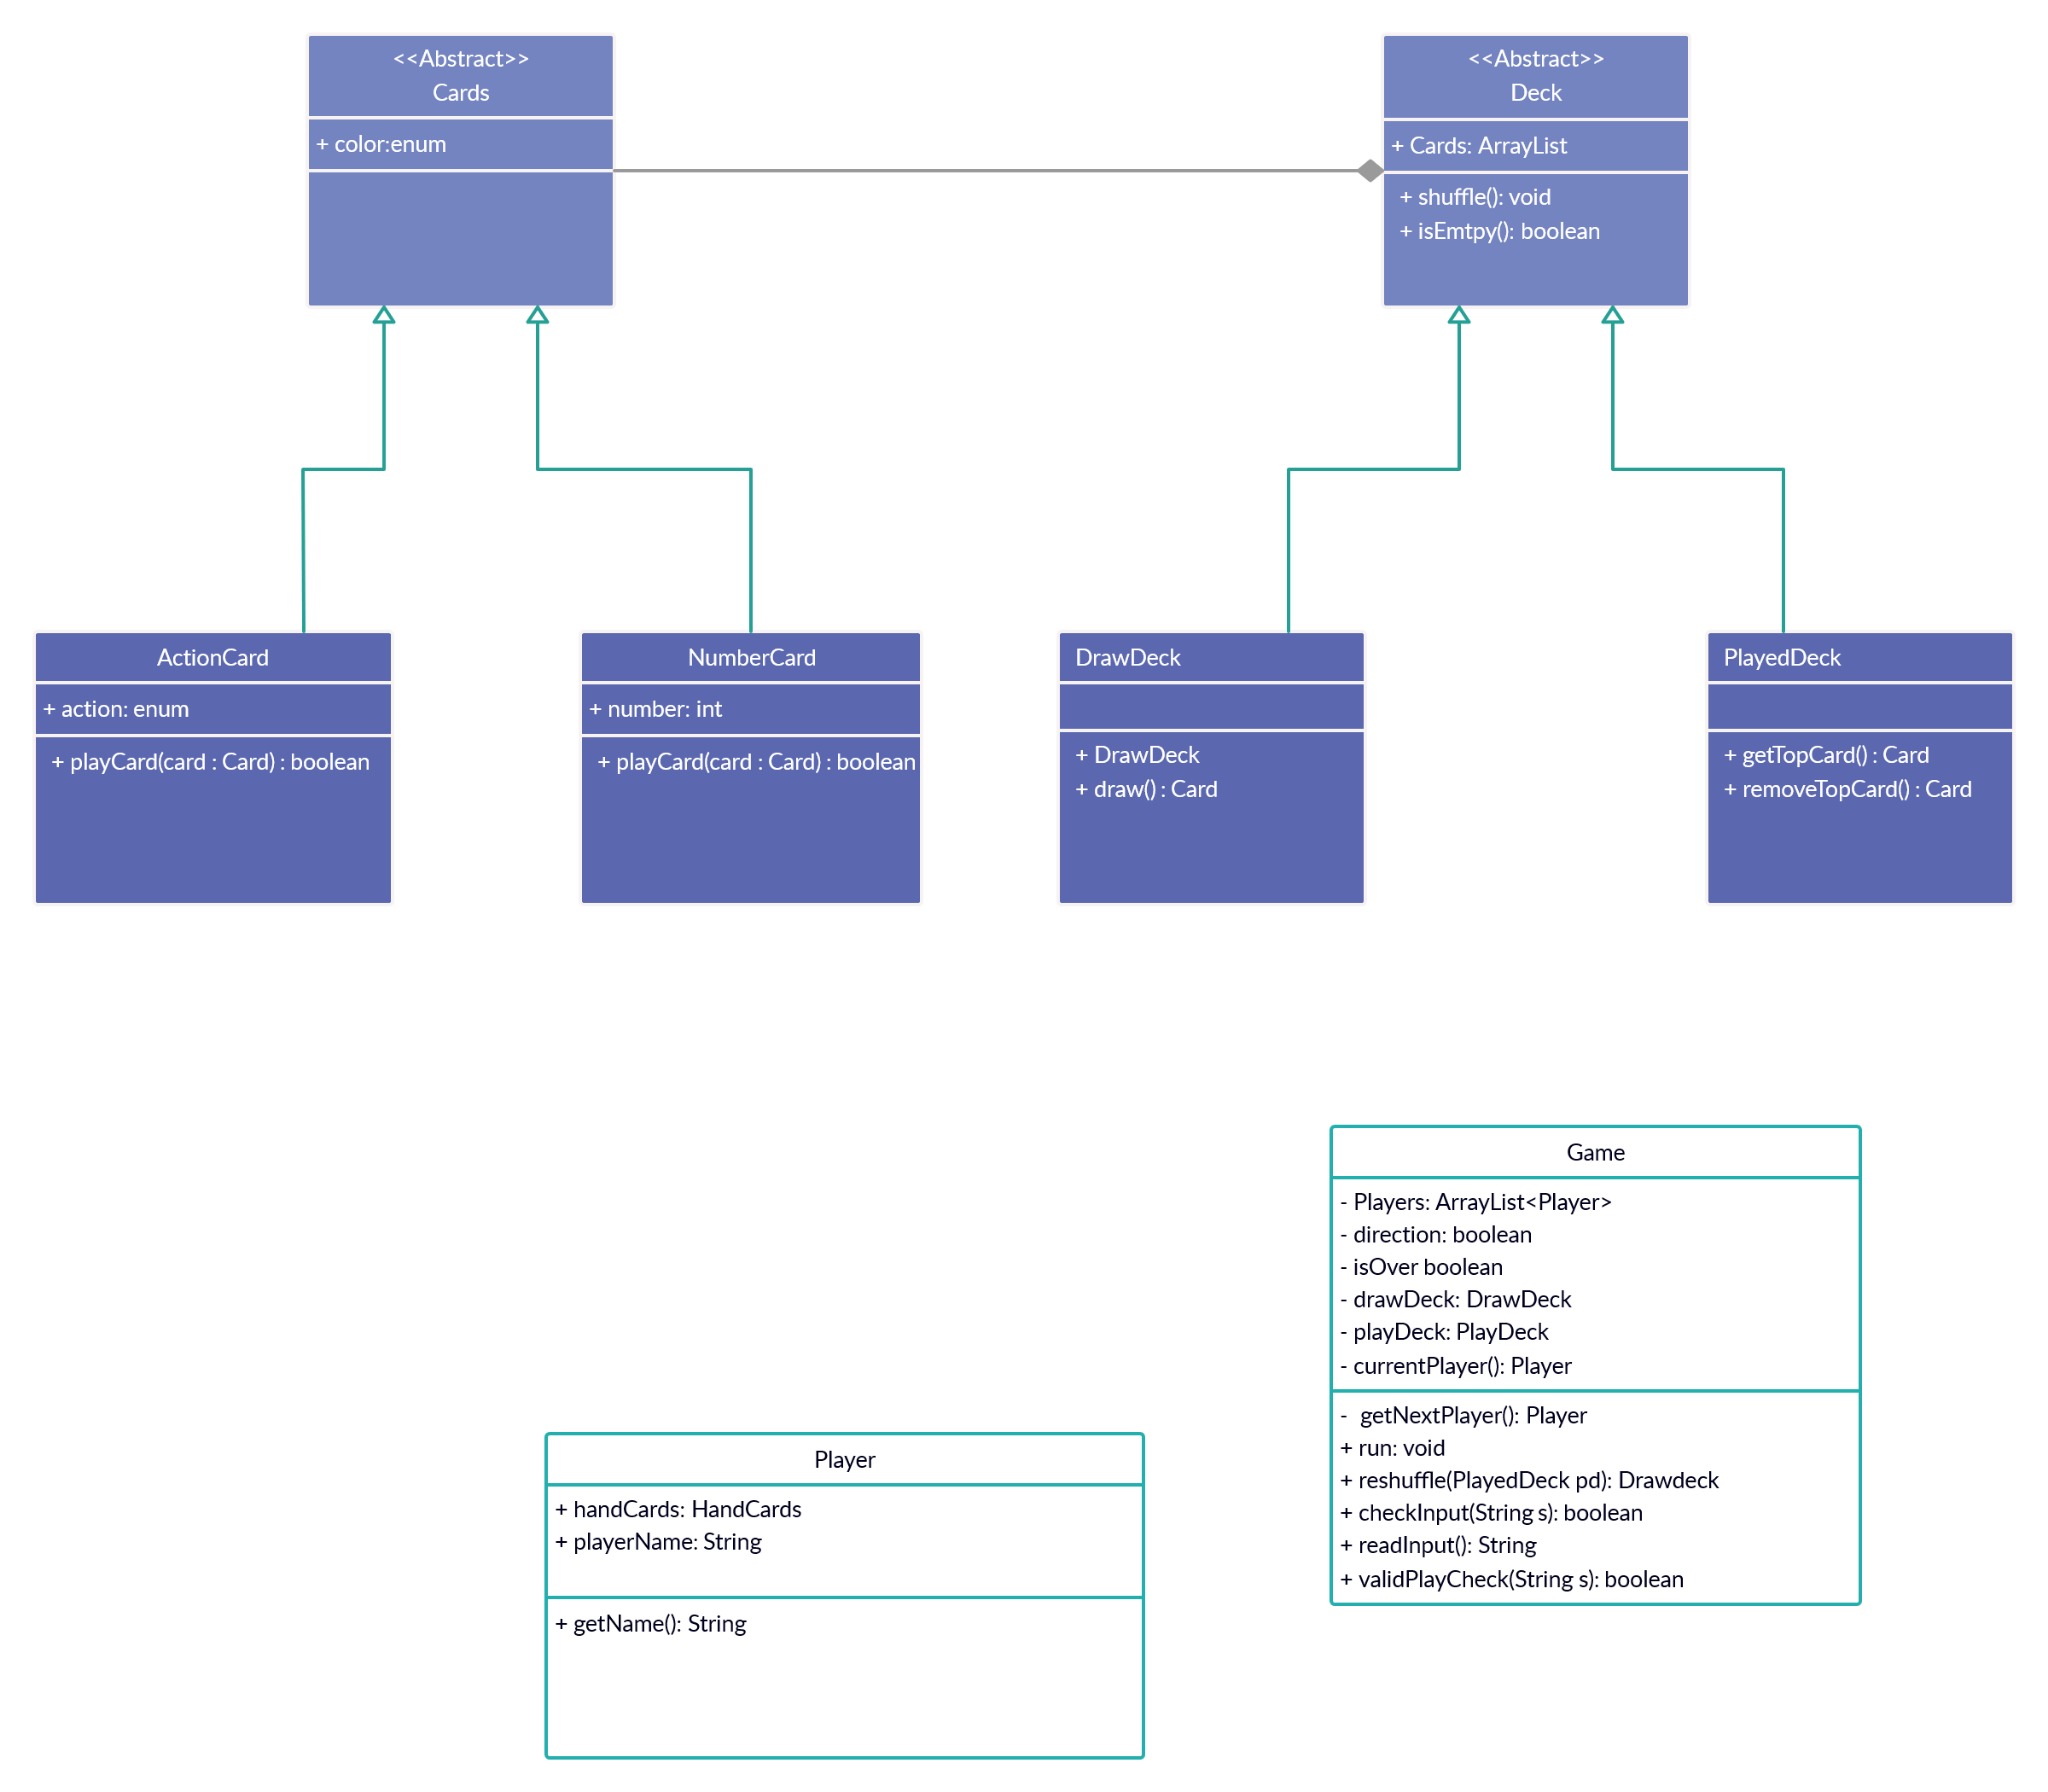 <<Abstract>>
Cards
+ color:enum
<<Abstract>>
Deck
+ Cards: ArrayList
+ shuffle(): void
+ isEmtpy(): boolean
ActionCard
+ action: enum
+ playCard(card : Card) : boolean
NumberCard
+ number: int
+ playCard(card : Card) : boolean
DrawDeck
+ DrawDeck
+ draw() : Card
PlayedDeck
+ getTopCard() : Card
+ removeTopCard() : Card
Game
- Players: ArrayList<Player>
- direction: boolean
- isOver boolean
- drawDeck: DrawDeck
- playDeck: PlayDeck
- currentPlayer(): Player
- getNextPlayer(): Player
+ run: void
+ reshuffle(PlayedDeck pd): Drawdeck
+ checkInput(String s): boolean
+ readInput(): String
+ validPlayCheck(String s): boolean
Player
+ handCards: HandCards
+ playerName: String
+ getName(): String